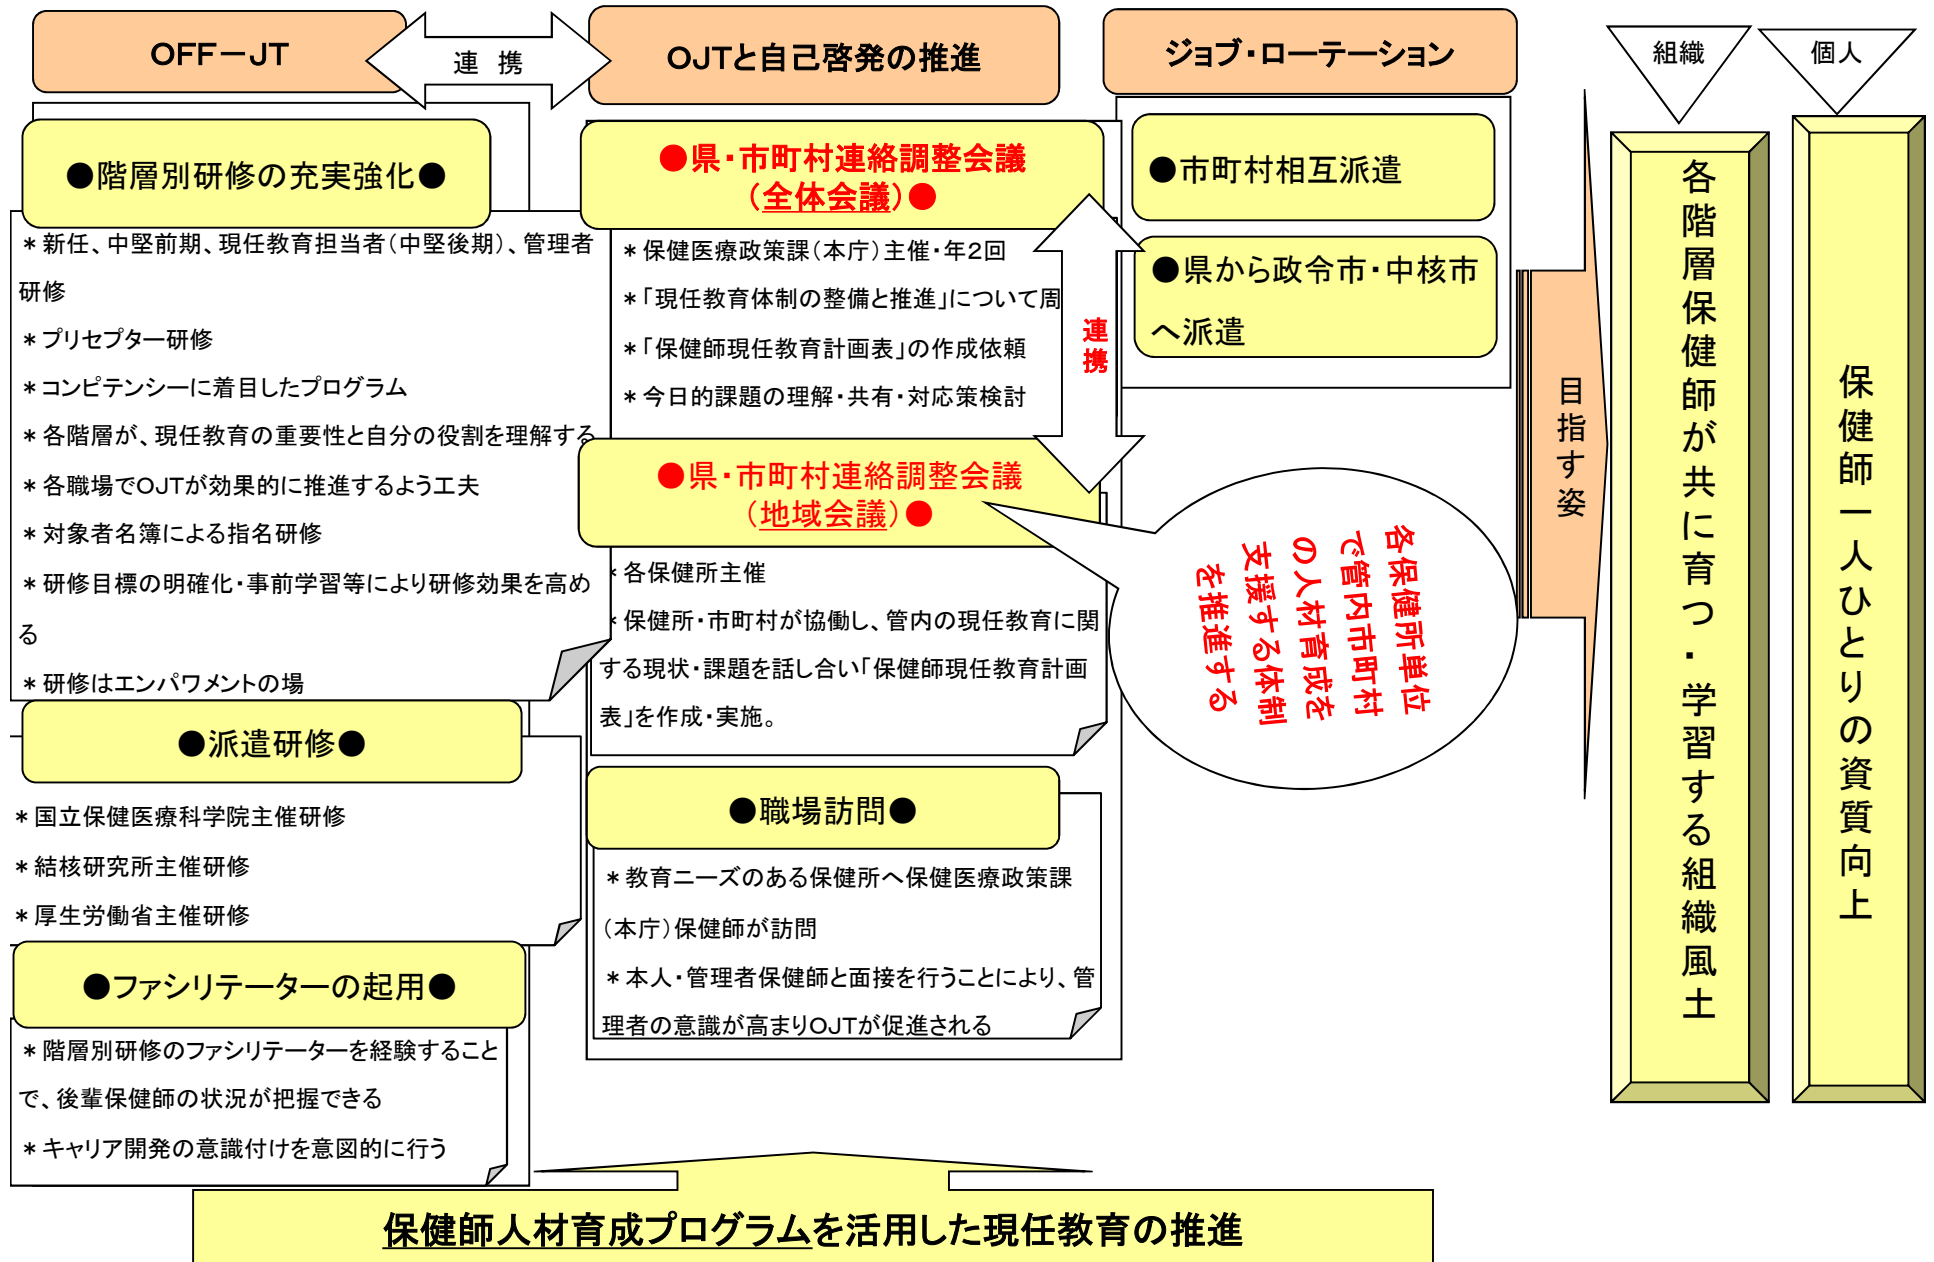 OFF－JT
連 携
OJTと自己啓発の推進
ジョブ・ローテーション
組織
個人
●階層別研修の充実強化●
＊新任、中堅前期、現任教育担当者（中堅後期）、管理者
研修
＊プリセプター研修
＊コンピテンシーに着目したプログラム
＊各階層が、現任教育の重要性と自分の役割を理解する
＊各職場でOJTが効果的に推進するよう工夫
＊対象者名簿による指名研修
＊研修目標の明確化・事前学習等により研修効果を高め
る
＊研修はエンパワメントの場
●派遣研修●
＊国立保健医療科学院主催研修
＊結核研究所主催研修
＊厚生労働省主催研修
●ファシリテーターの起用●
＊階層別研修のファシリテーターを経験すること
で、後輩保健師の状況が把握できる
＊キャリア開発の意識付けを意図的に行う
●県・市町村連絡調整会議
（全体会議）●
＊保健医療政策課（本庁）主催・年2回
＊「現任教育体制の整備と推進」について周
＊「保健師現任教育計画表」の作成依頼
＊今日的課題の理解・共有・対応策検討
連携
●県・市町村連絡調整会議
（地域会議）●
＊各保健所主催
＊保健所・市町村が協働し、管内の現任教育に関
する現状・課題を話し合い「保健師現任教育計画
表」を作成・実施。
●職場訪問●
＊教育ニーズのある保健所へ保健医療政策課
（本庁）保健師が訪問
＊本人・管理者保健師と面接を行うことにより、管
理者の意識が高まりOJTが促進される
●市町村相互派遣
●県から政令市・中核市
へ派遣
各保健所単位
で管内市町村
の人材育成を
支援する体制
を推進する
目指す姿
各階層保健師が共に育つ・学習する組織風土
保健師一人ひとりの資質向上
保健師人材育成プログラムを活用した現任教育の推進